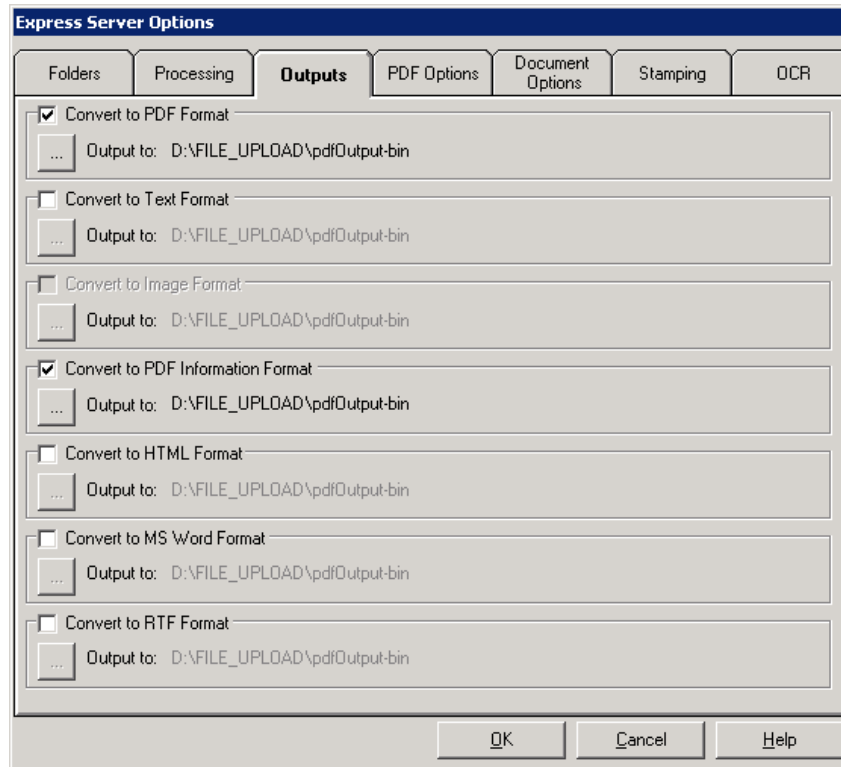 Express Server Options
Folders Processing Outputs PDF Options Document Options Stamping OCR
Convert to PDF Format
... Output to: D:\FILE_UPLOAD\pdfOutput-bin
Convert to Text Format
... Output to: D:\FILE_UPLOAD\pdfOutput-bin
Convert to Image Format
... Output to: D:\FILE_UPLOAD\pdfOutput-bin
Convert to PDF Information Format
... Output to: D:\FILE_UPLOAD\pdfOutput-bin
Convert to HTML Format
... Output to: D:\FILE_UPLOAD\pdfOutput-bin
Convert to MS Word Format
... Output to: D:\FILE_UPLOAD\pdfOutput-bin
Convert to RTF Format
... Output to: D:\FILE_UPLOAD\pdfOutput-bin
OK Cancel Help